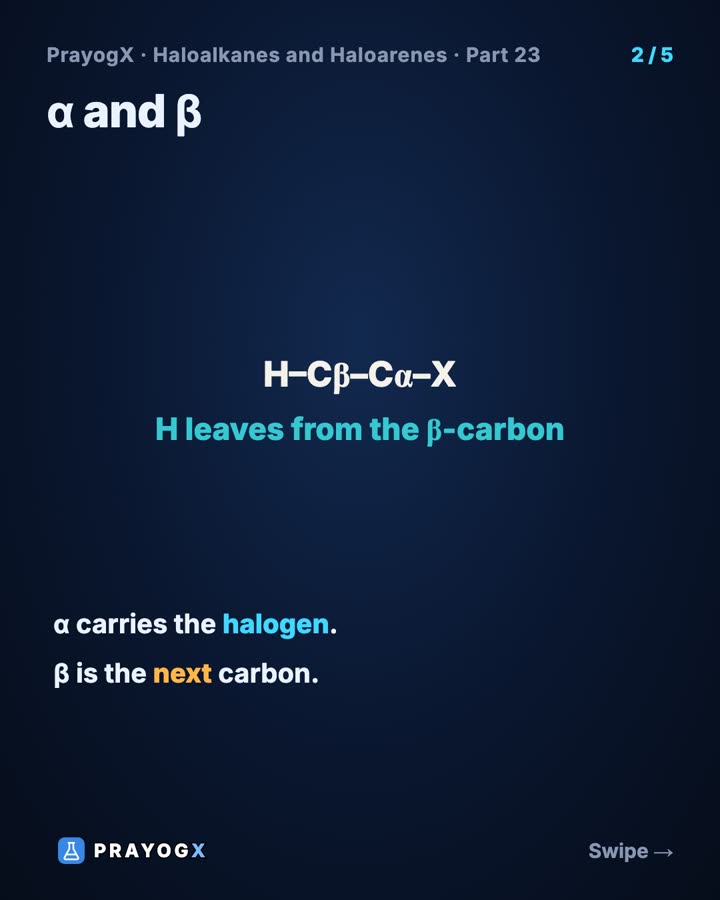 PrayogX · Haloalkanes and Haloarenes · Part 23
2 / 5
α and β
H–Cβ–Cα–X
H leaves from the β-carbon
α carries the halogen.
β is the next carbon.
PRAYOGX
Swipe →